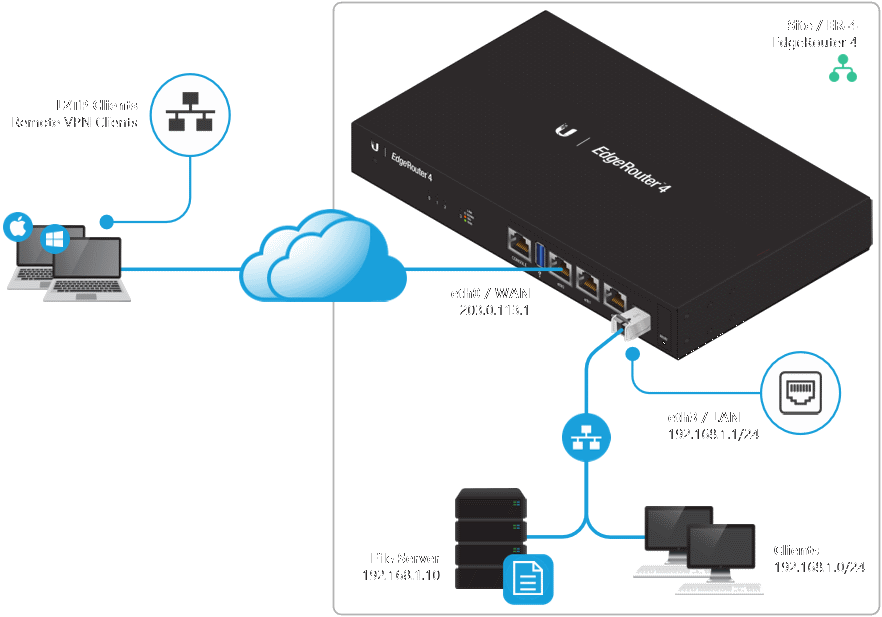 Site / ER-4
EdgeRouter 4
L2TP Clients
Remote VPN Clients
EdgeRouter 4
EdgeRouter 4
eth0 / WAN
203.0.113.1
eth3 / LAN
192.168.1.1/24
File Server
192.168.1.10
Clients
192.168.1.0/24